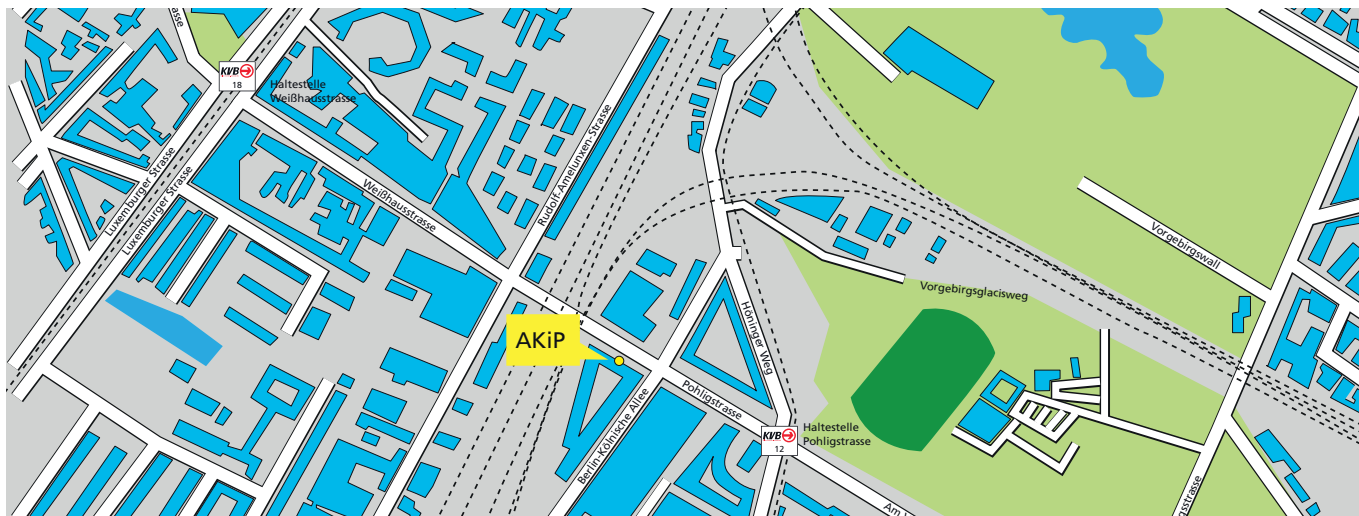 KVB
18
Haltestelle
Weißhausstrasse
Luxemburger Strasse
Luxemburger Strasse
Weißhausstrasse
Rudolf-Amelunxen-Strasse
Vorgebirgswall
Vorgebirgsglacisweg
Höninger Weg
AKiP
Pohligstrasse
Berlin-Kölnische Allee
KVB
12
Haltestelle
Pohligstrasse
Am